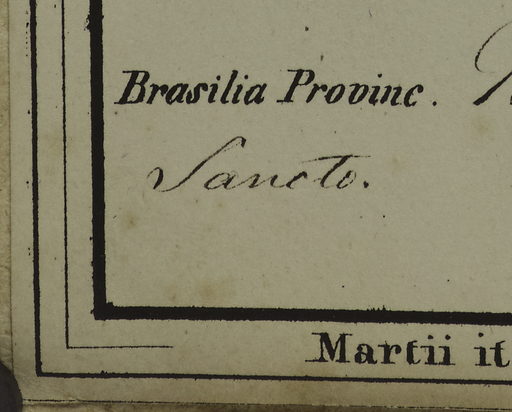 Brasilia Provinc.
Sancto.
Martii it